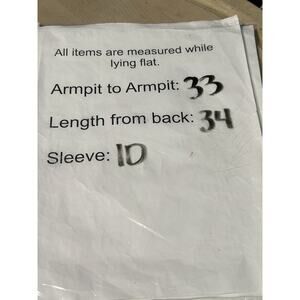 All items are measured while
lying flat.
Armpit to Armpit: 33
Length from back: 34
Sleeve: 10